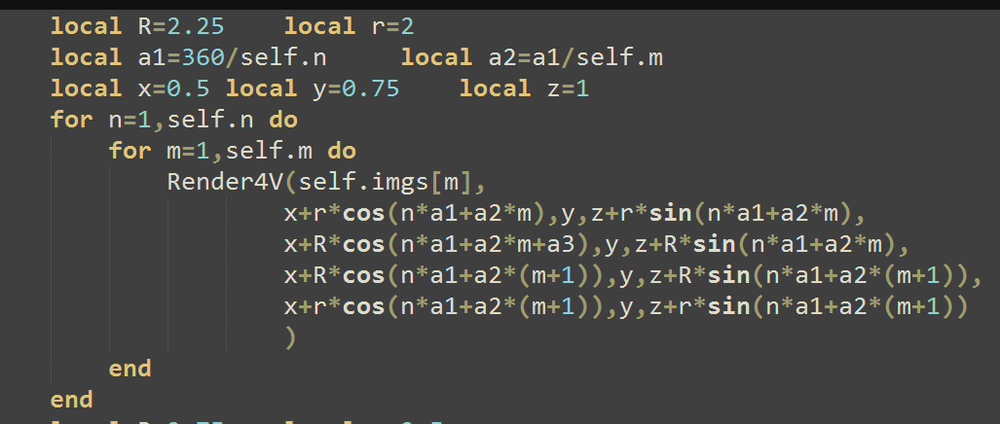 local R=2.25    local r=2
local a1=360/self.n     local a2=a1/self.m
local x=0.5 local y=0.75    local z=1
for n=1,self.n do
    for m=1,self.m do
        Render4V(self.imgs[m],
                x+r*cos(n*a1+a2*m),y,z+r*sin(n*a1+a2*m),
                x+R*cos(n*a1+a2*m+a3),y,z+R*sin(n*a1+a2*m),
                x+R*cos(n*a1+a2*(m+1)),y,z+R*sin(n*a1+a2*(m+1)),
                x+r*cos(n*a1+a2*(m+1)),y,z+r*sin(n*a1+a2*(m+1))
                )
    end
end